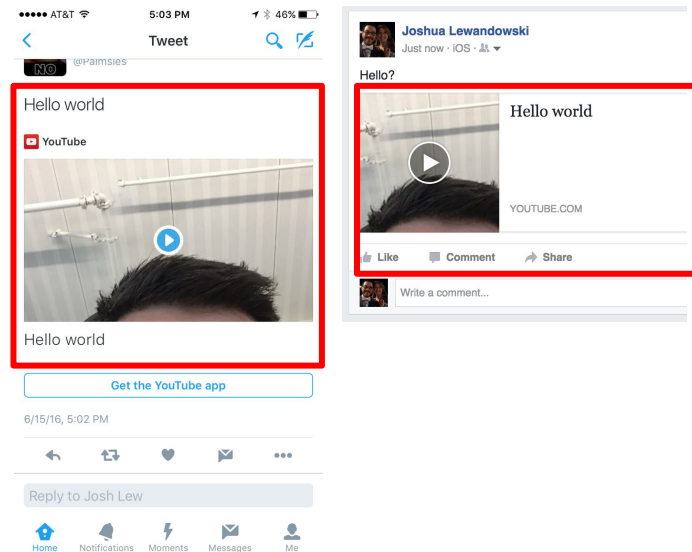 AT&T 5:03 PM 46%
Tweet
NO @Palmsies
Hello world
YouTube
Hello world
Get the YouTube app
6/15/16, 5:02 PM
Reply to Josh Lew
Home Notifications Moments Messages Me
Joshua Lewandowski
Just now · iOS ·
Hello?
Hello world
YOUTUBE.COM
Like Comment Share
Write a comment...